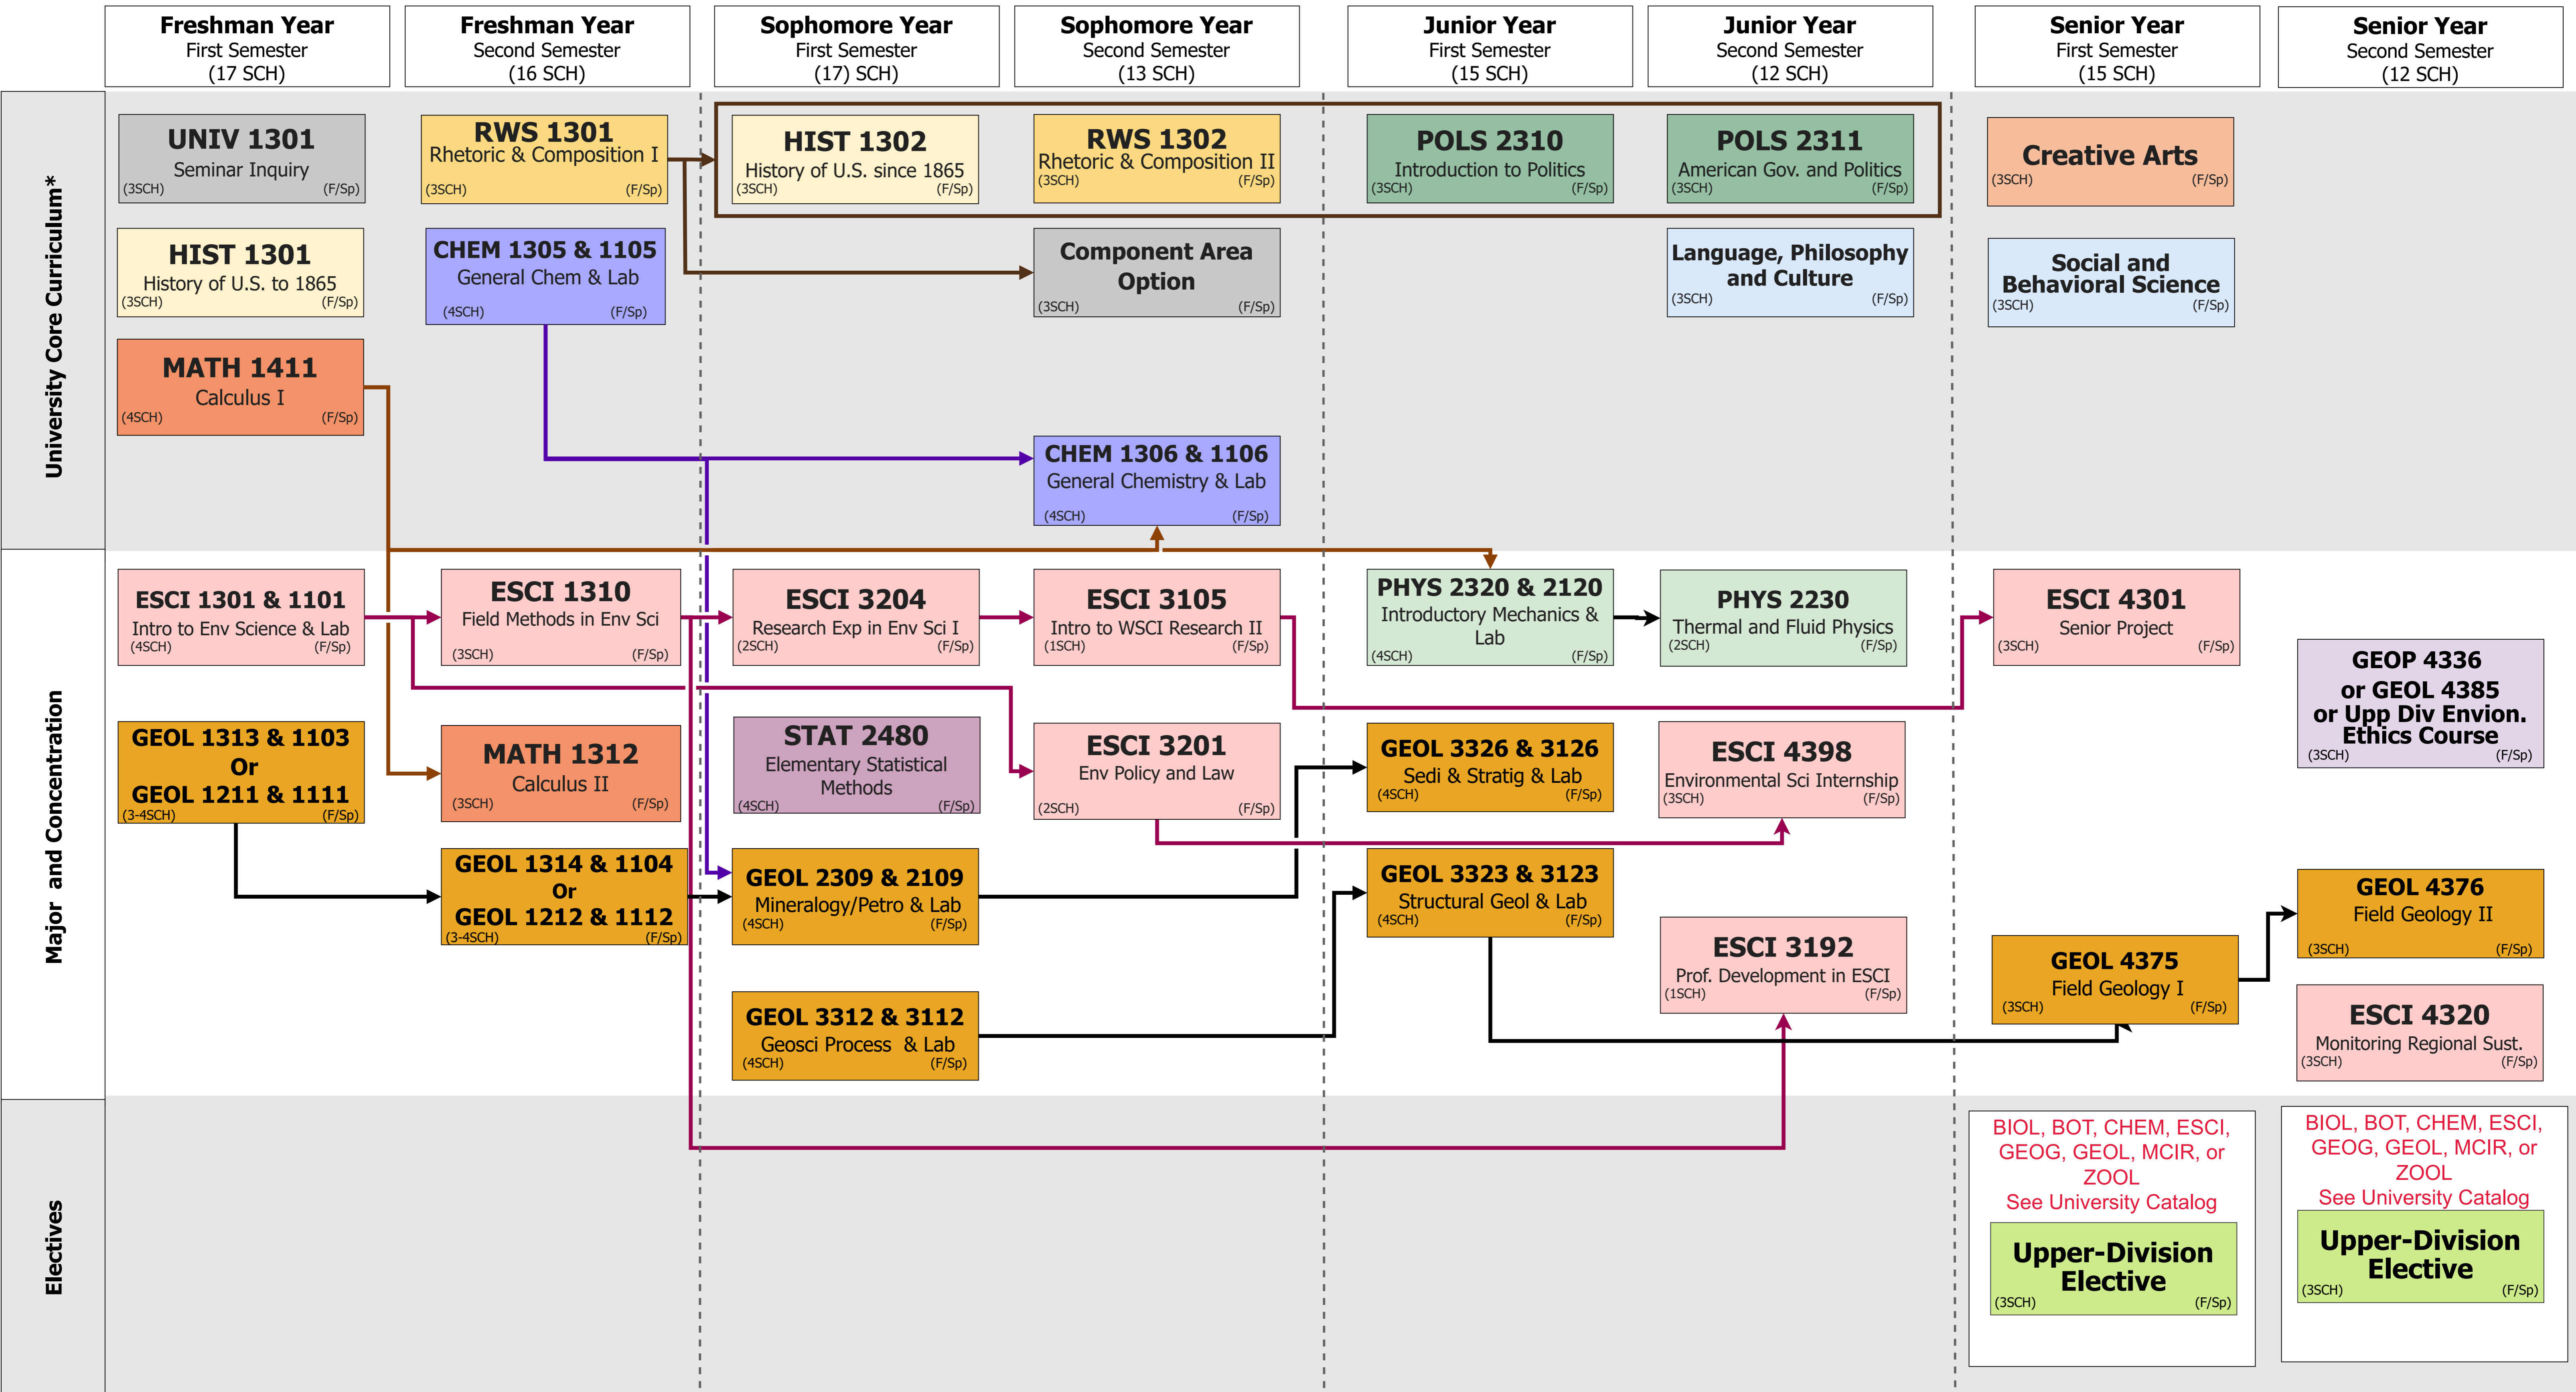 Freshman Year
First Semester
(17 SCH)
Freshman Year
Second Semester
(16 SCH)
Sophomore Year
First Semester
(17) SCH)
Sophomore Year
Second Semester
(13 SCH)
Junior Year
First Semester
(15 SCH)
Junior Year
Second Semester
(12 SCH)
Senior Year
First Semester
(15 SCH)
Senior Year
Second Semester
(12 SCH)
University Core Curriculum*
UNIV 1301
Seminar Inquiry
(3SCH) (F/Sp)
RWS 1301
Rhetoric & Composition I
(3SCH) (F/Sp)
HIST 1302
History of U.S. since 1865
(3SCH) (F/Sp)
RWS 1302
Rhetoric & Composition II
(3SCH) (F/Sp)
POLS 2310
Introduction to Politics
(3SCH) (F/Sp)
POLS 2311
American Gov. and Politics
(3SCH) (F/Sp)
Creative Arts
(3SCH) (F/Sp)
HIST 1301
History of U.S. to 1865
(3SCH) (F/Sp)
CHEM 1305 & 1105
General Chem & Lab
(4SCH) (F/Sp)
Component Area
Option
(3SCH) (F/Sp)
Language, Philosophy
and Culture
(3SCH) (F/Sp)
Social and
Behavioral Science
(3SCH) (F/Sp)
MATH 1411
Calculus I
(4SCH) (F/Sp)
CHEM 1306 & 1106
General Chemistry & Lab
(4SCH) (F/Sp)
Major and Concentration
ESCI 1301 & 1101
Intro to Env Science & Lab
(4SCH) (F/Sp)
ESCI 1310
Field Methods in Env Sci
(3SCH) (F/Sp)
ESCI 3204
Research Exp in Env Sci I
(2SCH) (F/Sp)
ESCI 3105
Intro to WSCI Research II
(1SCH) (F/Sp)
PHYS 2320 & 2120
Introductory Mechanics &
Lab
(4SCH) (F/Sp)
PHYS 2230
Thermal and Fluid Physics
(2SCH) (F/Sp)
ESCI 4301
Senior Project
(3SCH) (F/Sp)
GEOP 4336
or GEOL 4385
or Upp Div Envion.
Ethics Course
(3SCH) (F/Sp)
GEOL 1313 & 1103
Or
GEOL 1211 & 1111
(3-4SCH) (F/Sp)
MATH 1312
Calculus II
(3SCH) (F/Sp)
STAT 2480
Elementary Statistical
Methods
(4SCH) (F/Sp)
ESCI 3201
Env Policy and Law
(2SCH) (F/Sp)
GEOL 3326 & 3126
Sedi & Stratig & Lab
(4SCH) (F/Sp)
ESCI 4398
Environmental Sci Internship
(3SCH) (F/Sp)
GEOL 1314 & 1104
Or
GEOL 1212 & 1112
(3-4SCH) (F/Sp)
GEOL 2309 & 2109
Mineralogy/Petro & Lab
(4SCH) (F/Sp)
GEOL 3323 & 3123
Structural Geol & Lab
(4SCH) (F/Sp)
ESCI 3192
Prof. Development in ESCI
(1SCH) (F/Sp)
GEOL 4375
Field Geology I
(3SCH) (F/Sp)
GEOL 4376
Field Geology II
(3SCH) (F/Sp)
GEOL 3312 & 3112
Geosci Process & Lab
(4SCH) (F/Sp)
ESCI 4320
Monitoring Regional Sust.
(3SCH) (F/Sp)
Electives
BIOL, BOT, CHEM, ESCI,
GEOG, GEOL, MCIR, or
ZOOL
See University Catalog
Upper-Division
Elective
(3SCH) (F/Sp)
BIOL, BOT, CHEM, ESCI,
GEOG, GEOL, MCIR, or
ZOOL
See University Catalog
Upper-Division
Elective
(3SCH) (F/Sp)